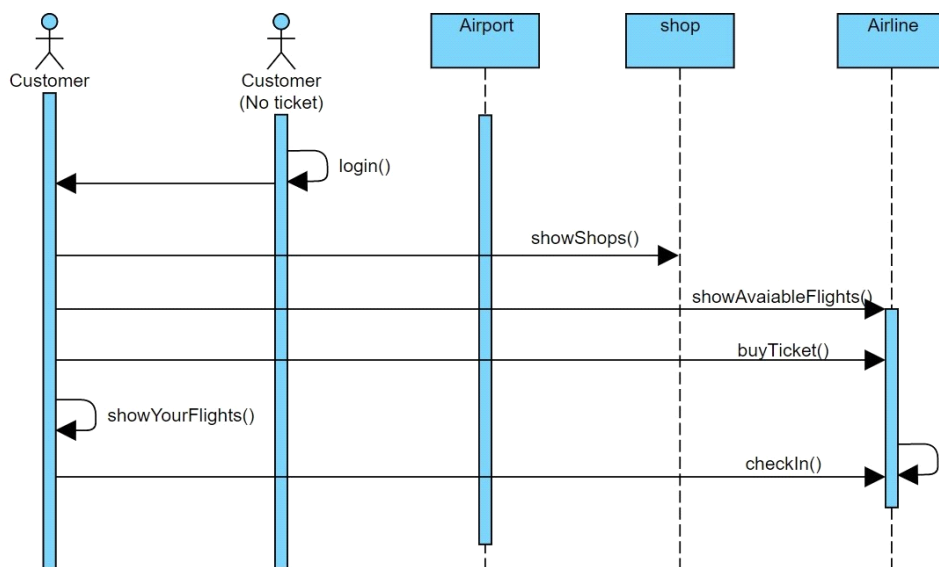 Airport
shop
Airline
Customer
Customer
(No ticket)
login()
showShops()
showAvaiableFlights()
buyTicket()
showYourFlights()
checkIn()